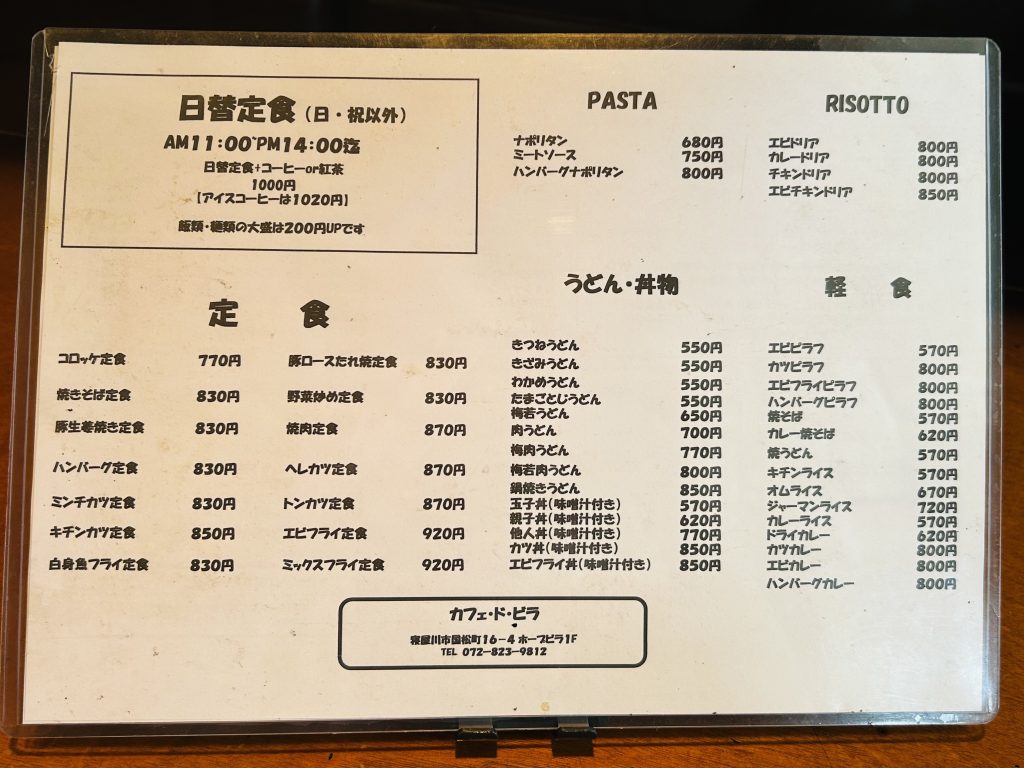 日替定食(日・祝以外)
AM11:00~PM14:00迄
日替定食+コーヒーor紅茶
1000円
【アイスコーヒーは1020円】
飯類・麺類の大盛は200円UPです
PASTA
ナポリタン 680円
ミートソース 750円
ハンバーグナポリタン 800円
RISOTTO
エビドリア 800円
カレードリア 800円
チキンドリア 800円
エビチキンドリア 850円
定食
コロッケ定食 770円 豚ロースたれ焼定食 830円
焼きそば定食 830円 野菜炒め定食 830円
豚生姜焼き定食 830円 焼肉定食 870円
ハンバーグ定食 830円 ヘレカツ定食 870円
ミンチカツ定食 830円 トンカツ定食 870円
チキンカツ定食 850円 エビフライ定食 920円
白身魚フライ定食 830円 ミックスフライ定食 920円
うどん・丼物
きつねうどん 550円
きざみうどん 550円
わかめうどん 550円
たまごとじうどん 550円
梅若うどん 650円
肉うどん 700円
梅肉うどん 770円
梅若肉うどん 800円
鍋焼きうどん 850円
玉子丼(味噌汁付き) 570円
親子丼(味噌汁付き) 620円
他人丼(味噌汁付き) 770円
カツ丼(味噌汁付き) 850円
エビフライ丼(味噌汁付き) 850円
軽食
エビピラフ 570円
カツピラフ 800円
エビフライピラフ 800円
ハンバーグピラフ 800円
焼そば 570円
カレー焼そば 620円
焼うどん 570円
チキンライス 570円
オムライス 670円
ジャーマンライス 720円
カレーライス 570円
ドライカレー 620円
カツカレー 800円
エビカレー 800円
ハンバーグカレー 800円
カフェ・ド・ビラ
寝屋川市国松町16-4 ホープビラ1F
TEL 072-823-9812